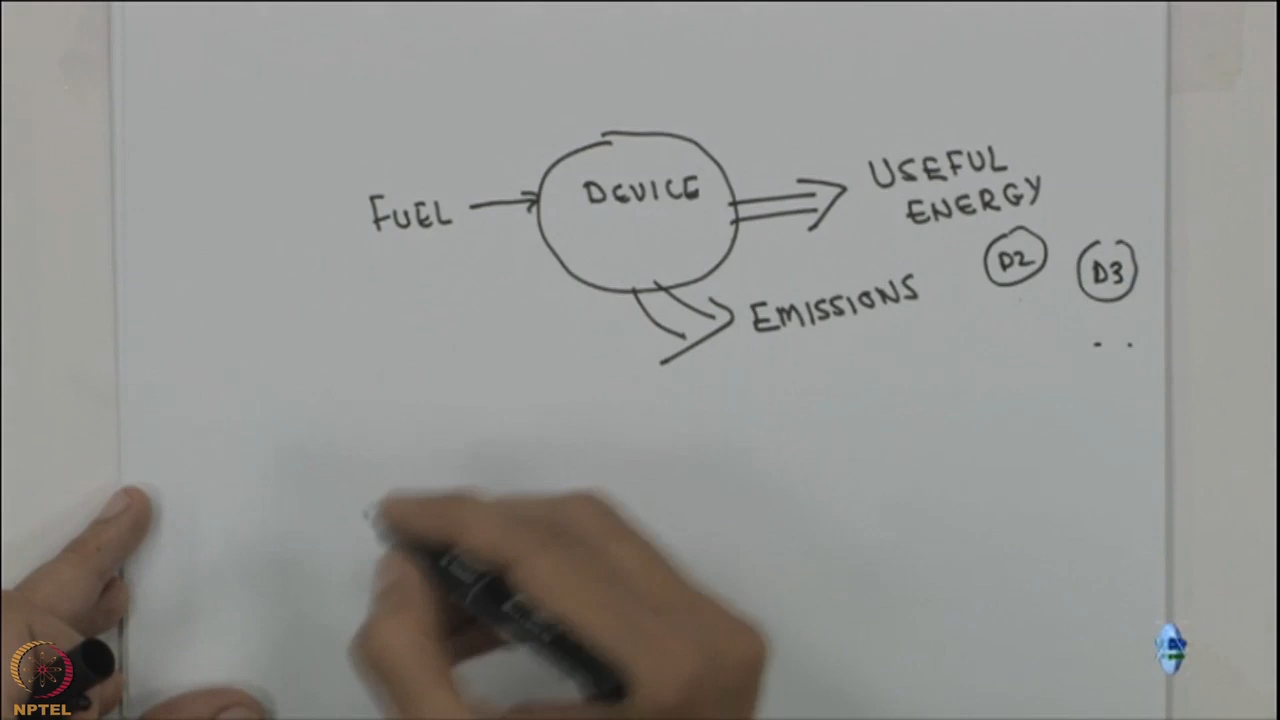 FUEL
DEVICE
USEFUL
ENERGY
EMISSIONS
D2
D3
. .
NPTEL